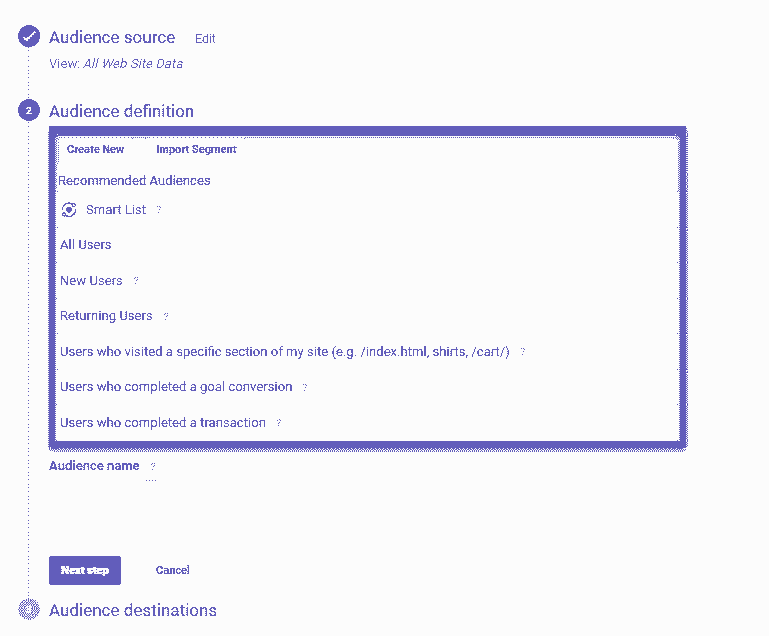 Audience source Edit
View: All Web Site Data
2 Audience definition
Create New Import Segment
Recommended Audiences
Smart List ?
All Users
New Users ?
Returning Users ?
Users who visited a specific section of my site (e.g. /index.html, shirts, /cart/) ?
Users who completed a goal conversion ?
Users who completed a transaction ?
Audience name ?
Next step Cancel
Audience destinations